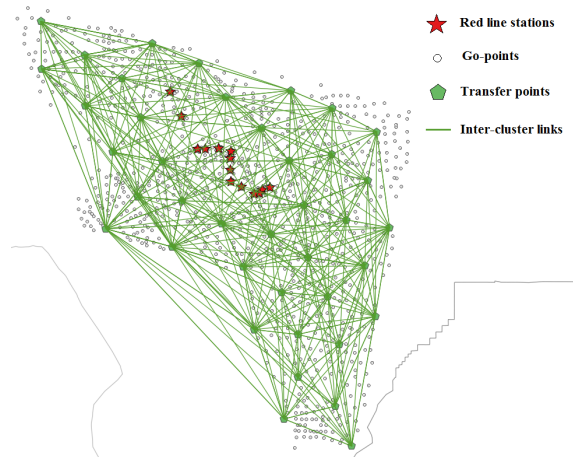 Red line stations
Go-points
Transfer points
Inter-cluster links